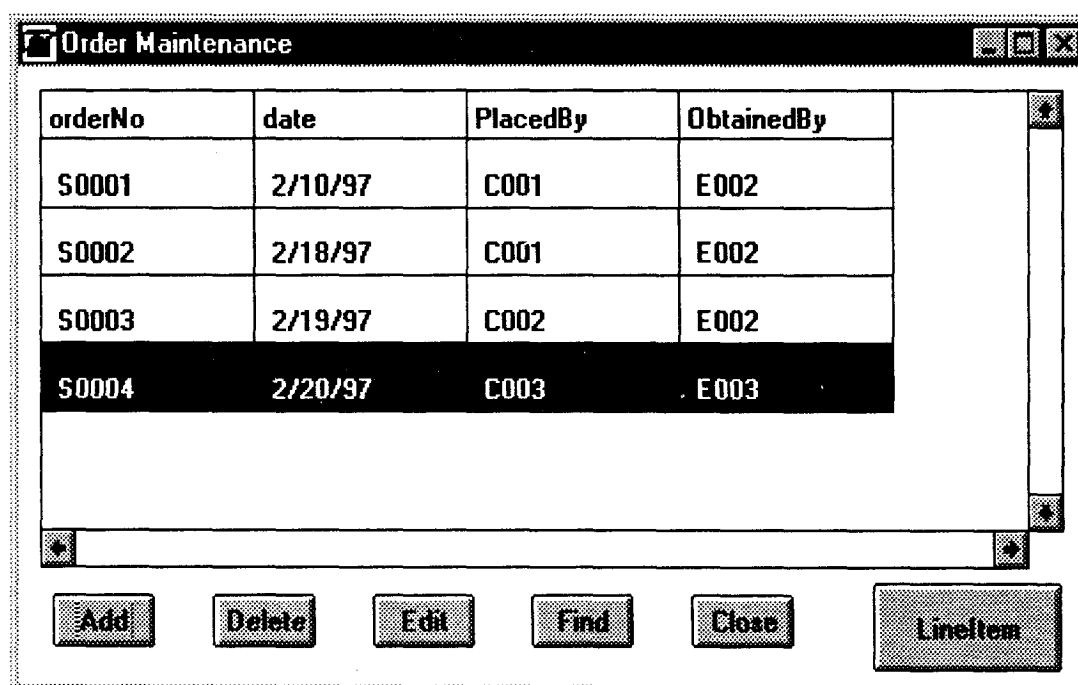 Order Maintenance
orderNo date PlacedBy ObtainedBy
S0001 2/10/97 C001 E002
S0002 2/18/97 C001 E002
S0003 2/19/97 C002 E002
S0004 2/20/97 C003 E003
Add Delete Edit Find Close LineItem